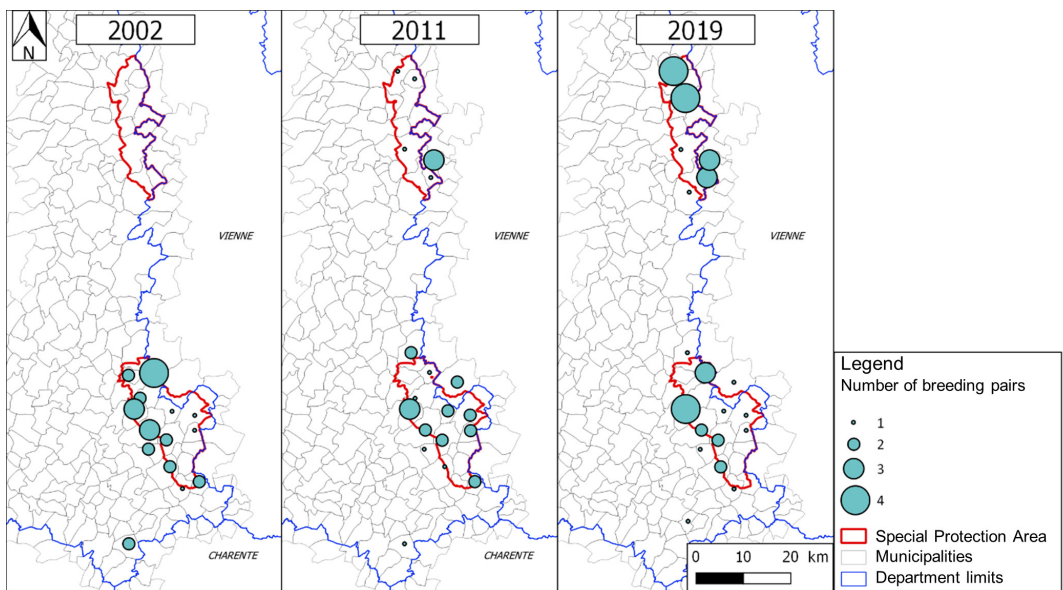 2002
2011
2019
N
VIENNE
VIENNE
VIENNE
CHARENTE
CHARENTE
0 10 20 km
Legend
Number of breeding pairs
1
2
3
4
Special Protection Area
Municipalities
Department limits